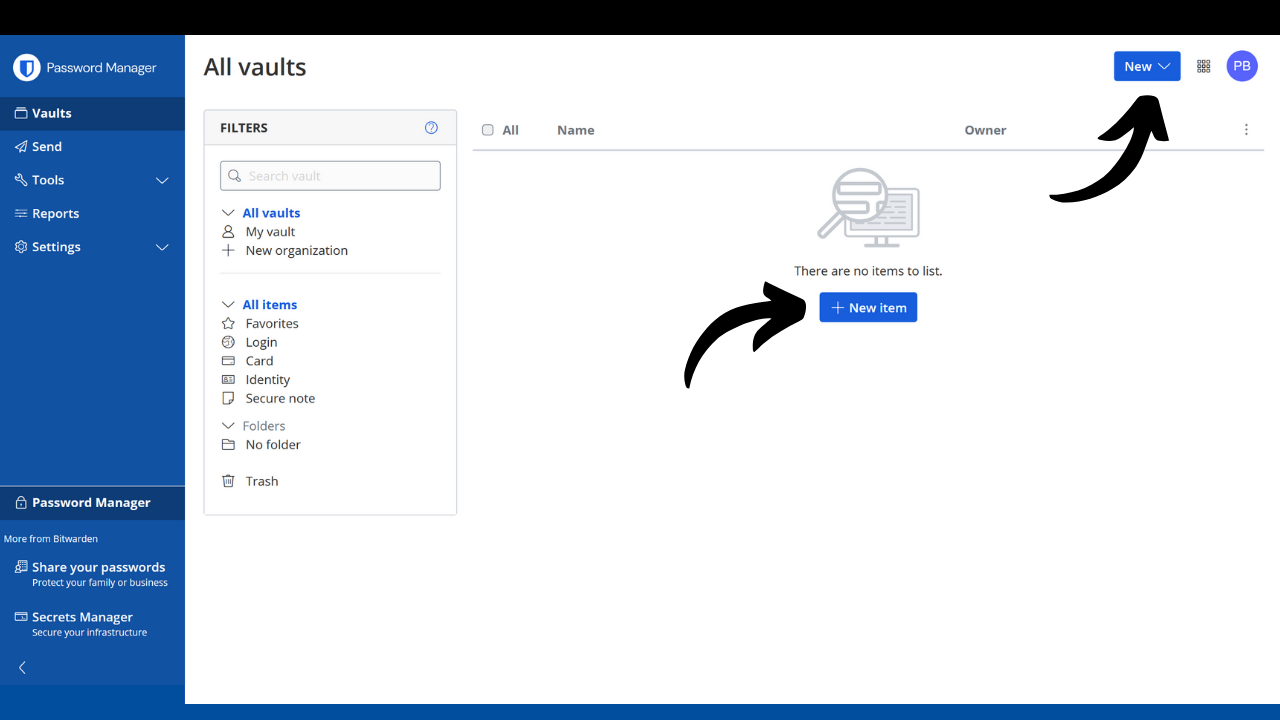 Password Manager
Vaults
Send
Tools
Reports
Settings
Password Manager
More from Bitwarden
Share your passwords
Protect your family or business
Secrets Manager
Secure your infrastructure
All vaults
New
PB
FILTERS
Search vault
All vaults
My vault
New organization
All items
Favorites
Login
Card
Identity
Secure note
Folders
No folder
Trash
All Name Owner
There are no items to list.
New item